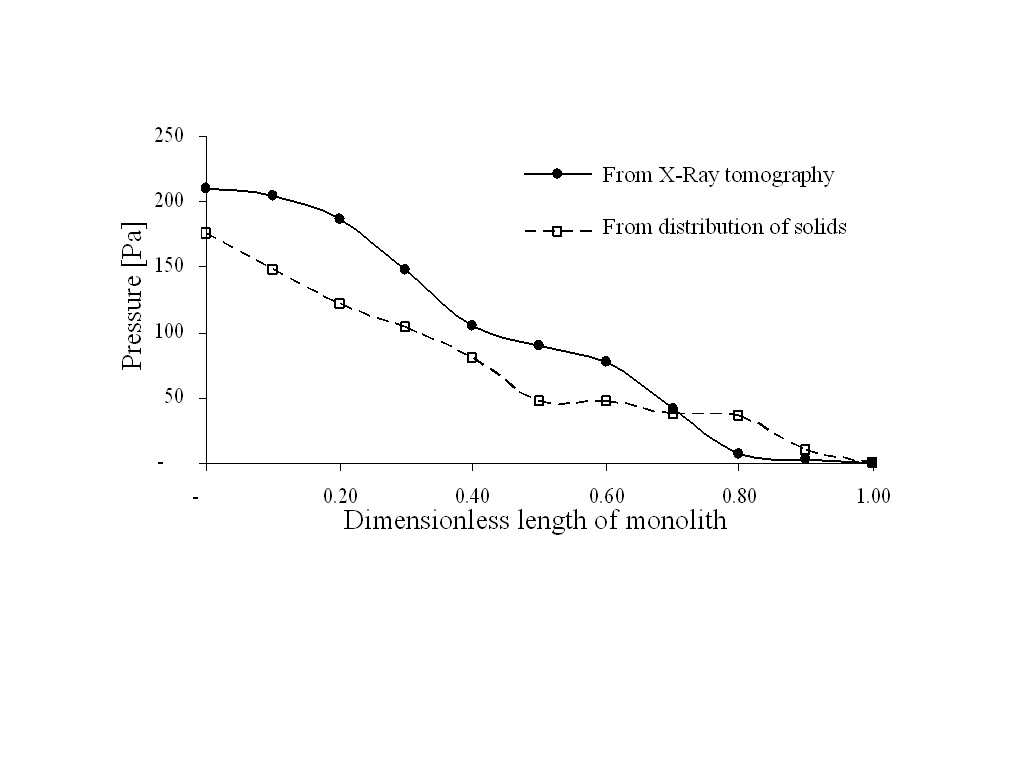 250
200
150
100
50
-
Pressure [Pa]
From X-Ray tomography
From distribution of solids
- 0.20 0.40 0.60 0.80 1.00
Dimensionless length of monolith